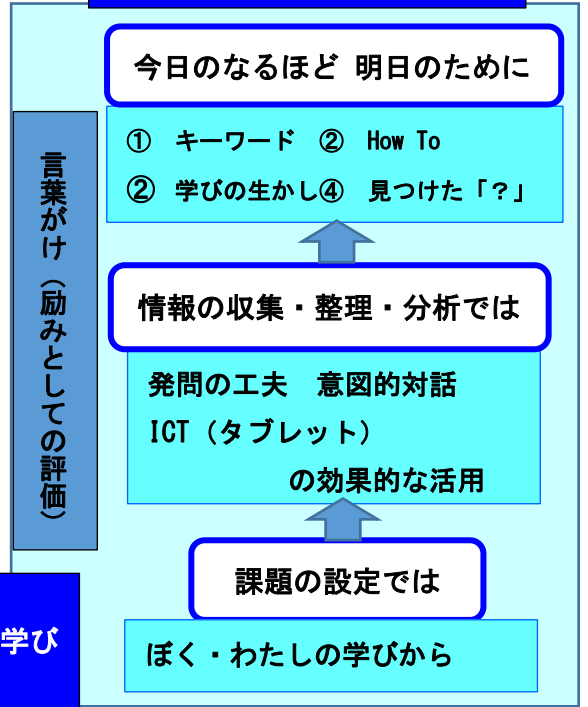 今日のなるほど 明日のために
① キーワード ② How To
② 学びの生かし④ 見つけた「？」
言葉がけ（励みとしての評価）
情報の収集・整理・分析では
発問の工夫 意図的対話
ICT（タブレット）
の効果的な活用
課題の設定では
ぼく・わたしの学びから
学び